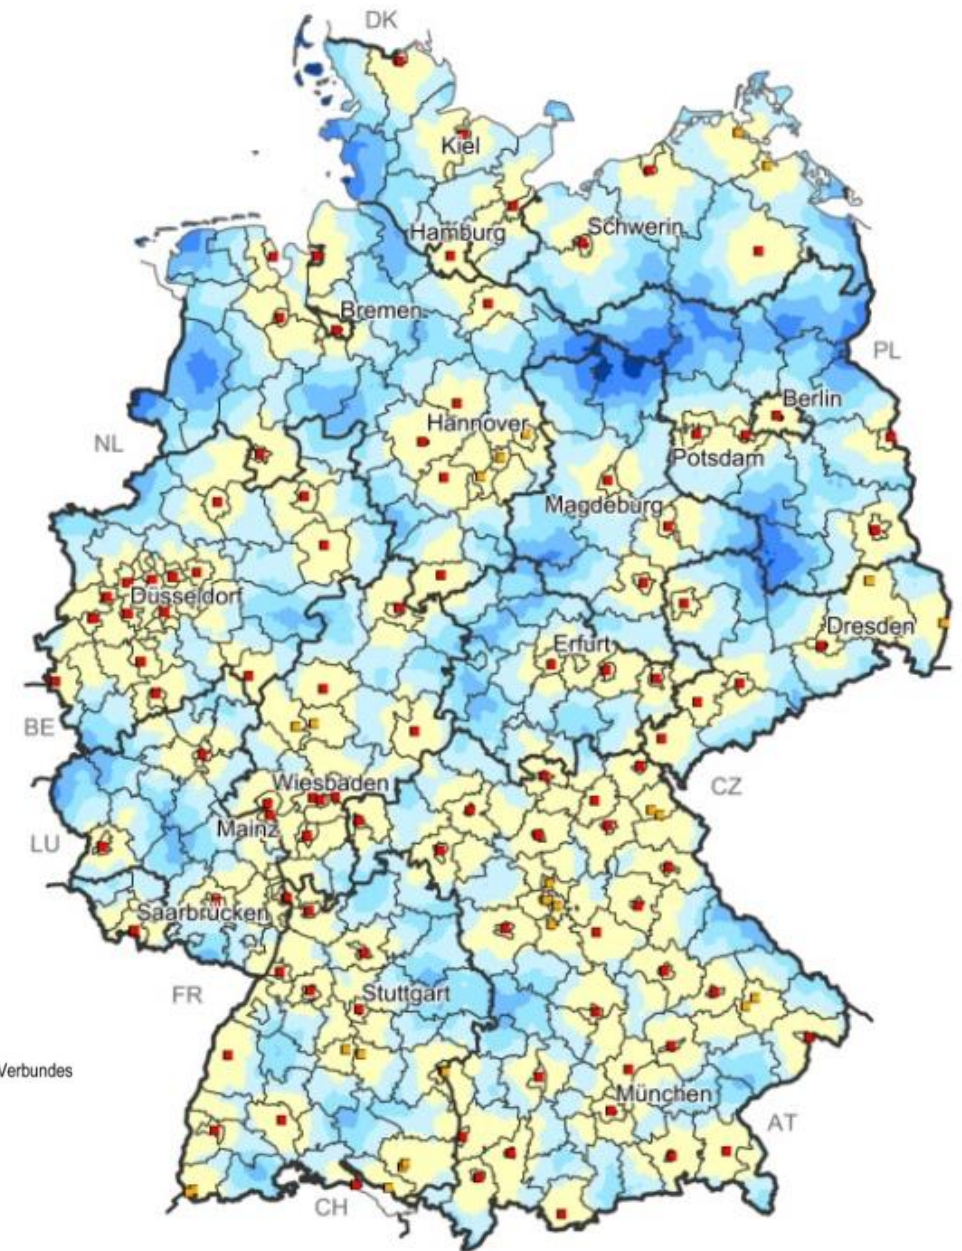 DK
Kiel
Schwerin
Hamburg
Bremen
PL
Berlin
Hannover
NL
Potsdam
Magdeburg
Düsseldorf
Dresden
Erfurt
BE
Wiesbaden
CZ
Mainz
LU
Saarbrücken
FR
Stuttgart
Verbundes
München
AT
CH